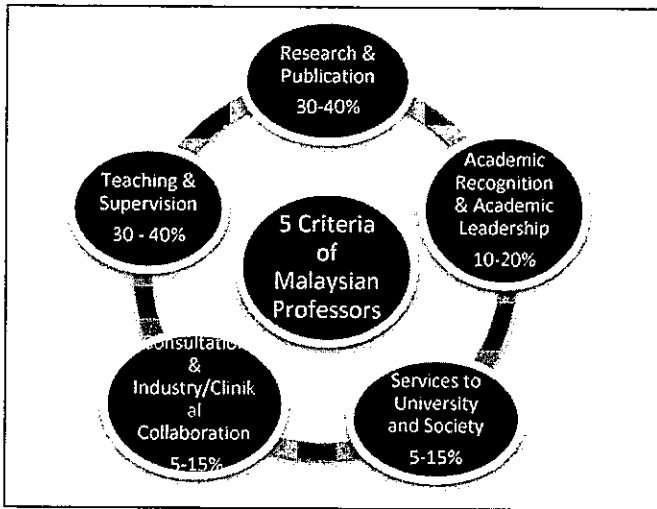 Research &
Publication
30-40%
Academic
Recognition
& Academic
Leadership
10-20%
Services to
University
and Society
5-15%
Consultation
&
Industry/Clinik
al
Collaboration
5-15%
Teaching &
Supervision
30 - 40%
5 Criteria
of
Malaysian
Professors